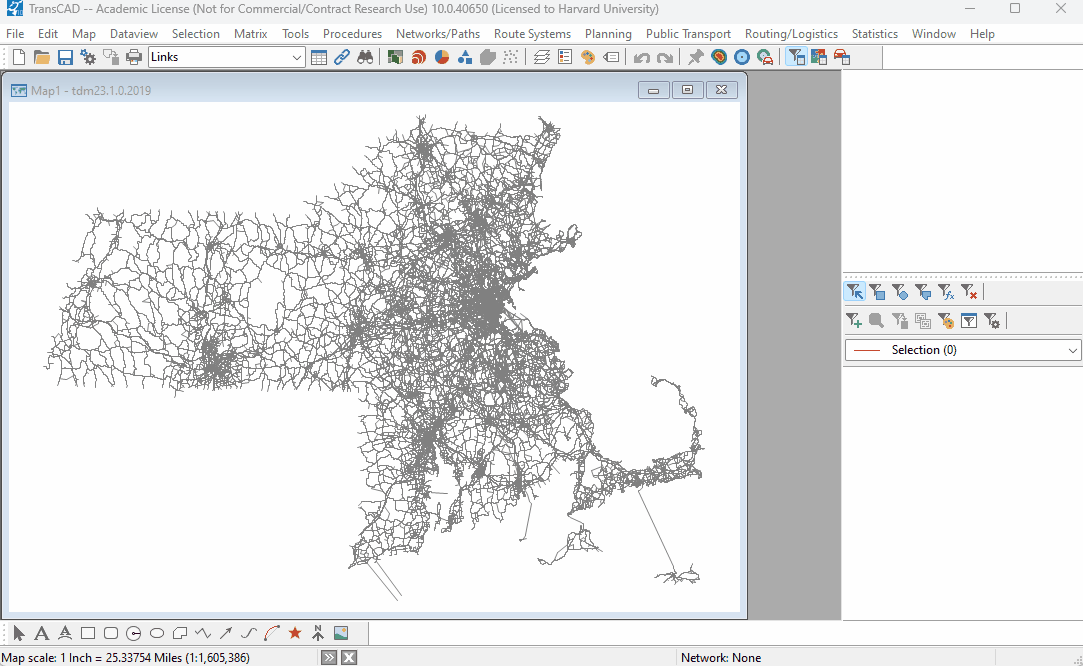 TransCAD -- Academic License (Not for Commercial/Contract Research Use) 10.0.40650 (Licensed to Harvard University)
File Edit Map Dataview Selection Matrix Tools Procedures Networks/Paths Route Systems Planning Public Transport Routing/Logistics Statistics Window Help
Links
Map1 - tdm23.1.0.2019
Selection (0)
Map scale: 1 Inch = 25.33754 Miles (1:1,605,386)
Network: None